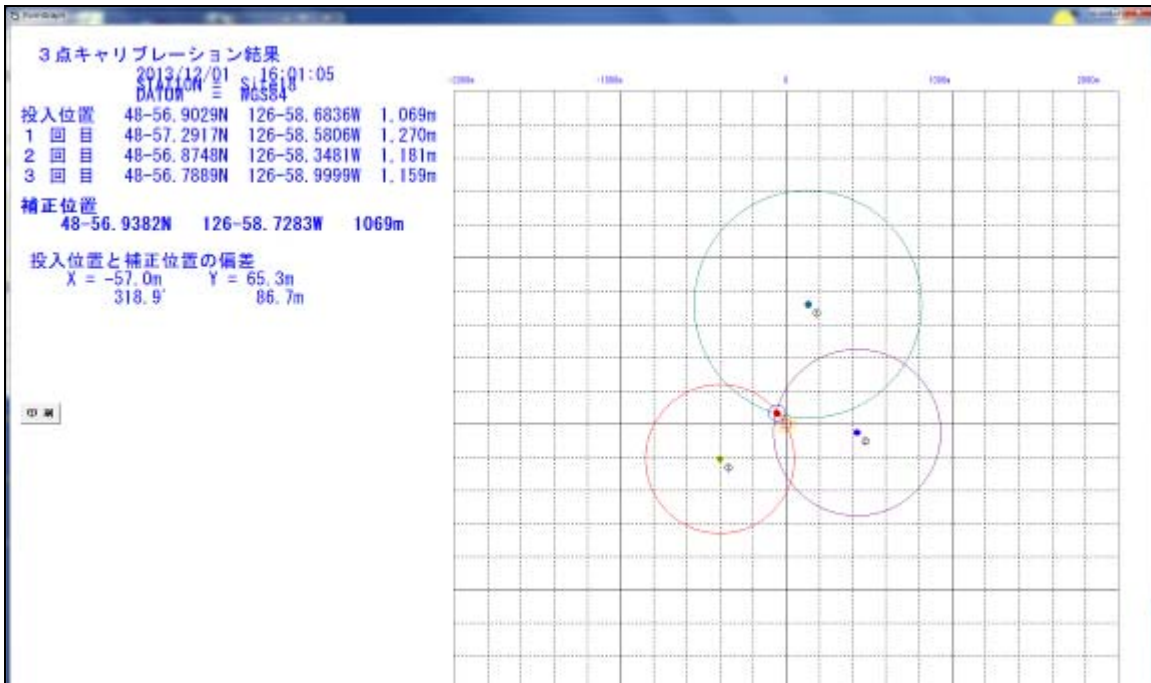 3点キャリブレーション結果
2013/12/01 16:01:05
STATION = Site18
DATUM = WGS84
投入位置 48-56.9029N 126-58.6836W 1,069m
1 回 目 48-57.2917N 126-58.5806W 1,270m
2 回 目 48-56.8748N 126-58.3481W 1,181m
3 回 目 48-56.7889N 126-58.9999W 1,159m
補正位置
48-56.9382N 126-58.7283W 1069m
投入位置と補正位置の偏差
X = -57.0m Y = 65.3m
318.9゜ 86.7m
印 刷
-2000m -1000m 0 1000m 2000m
① 
②
③